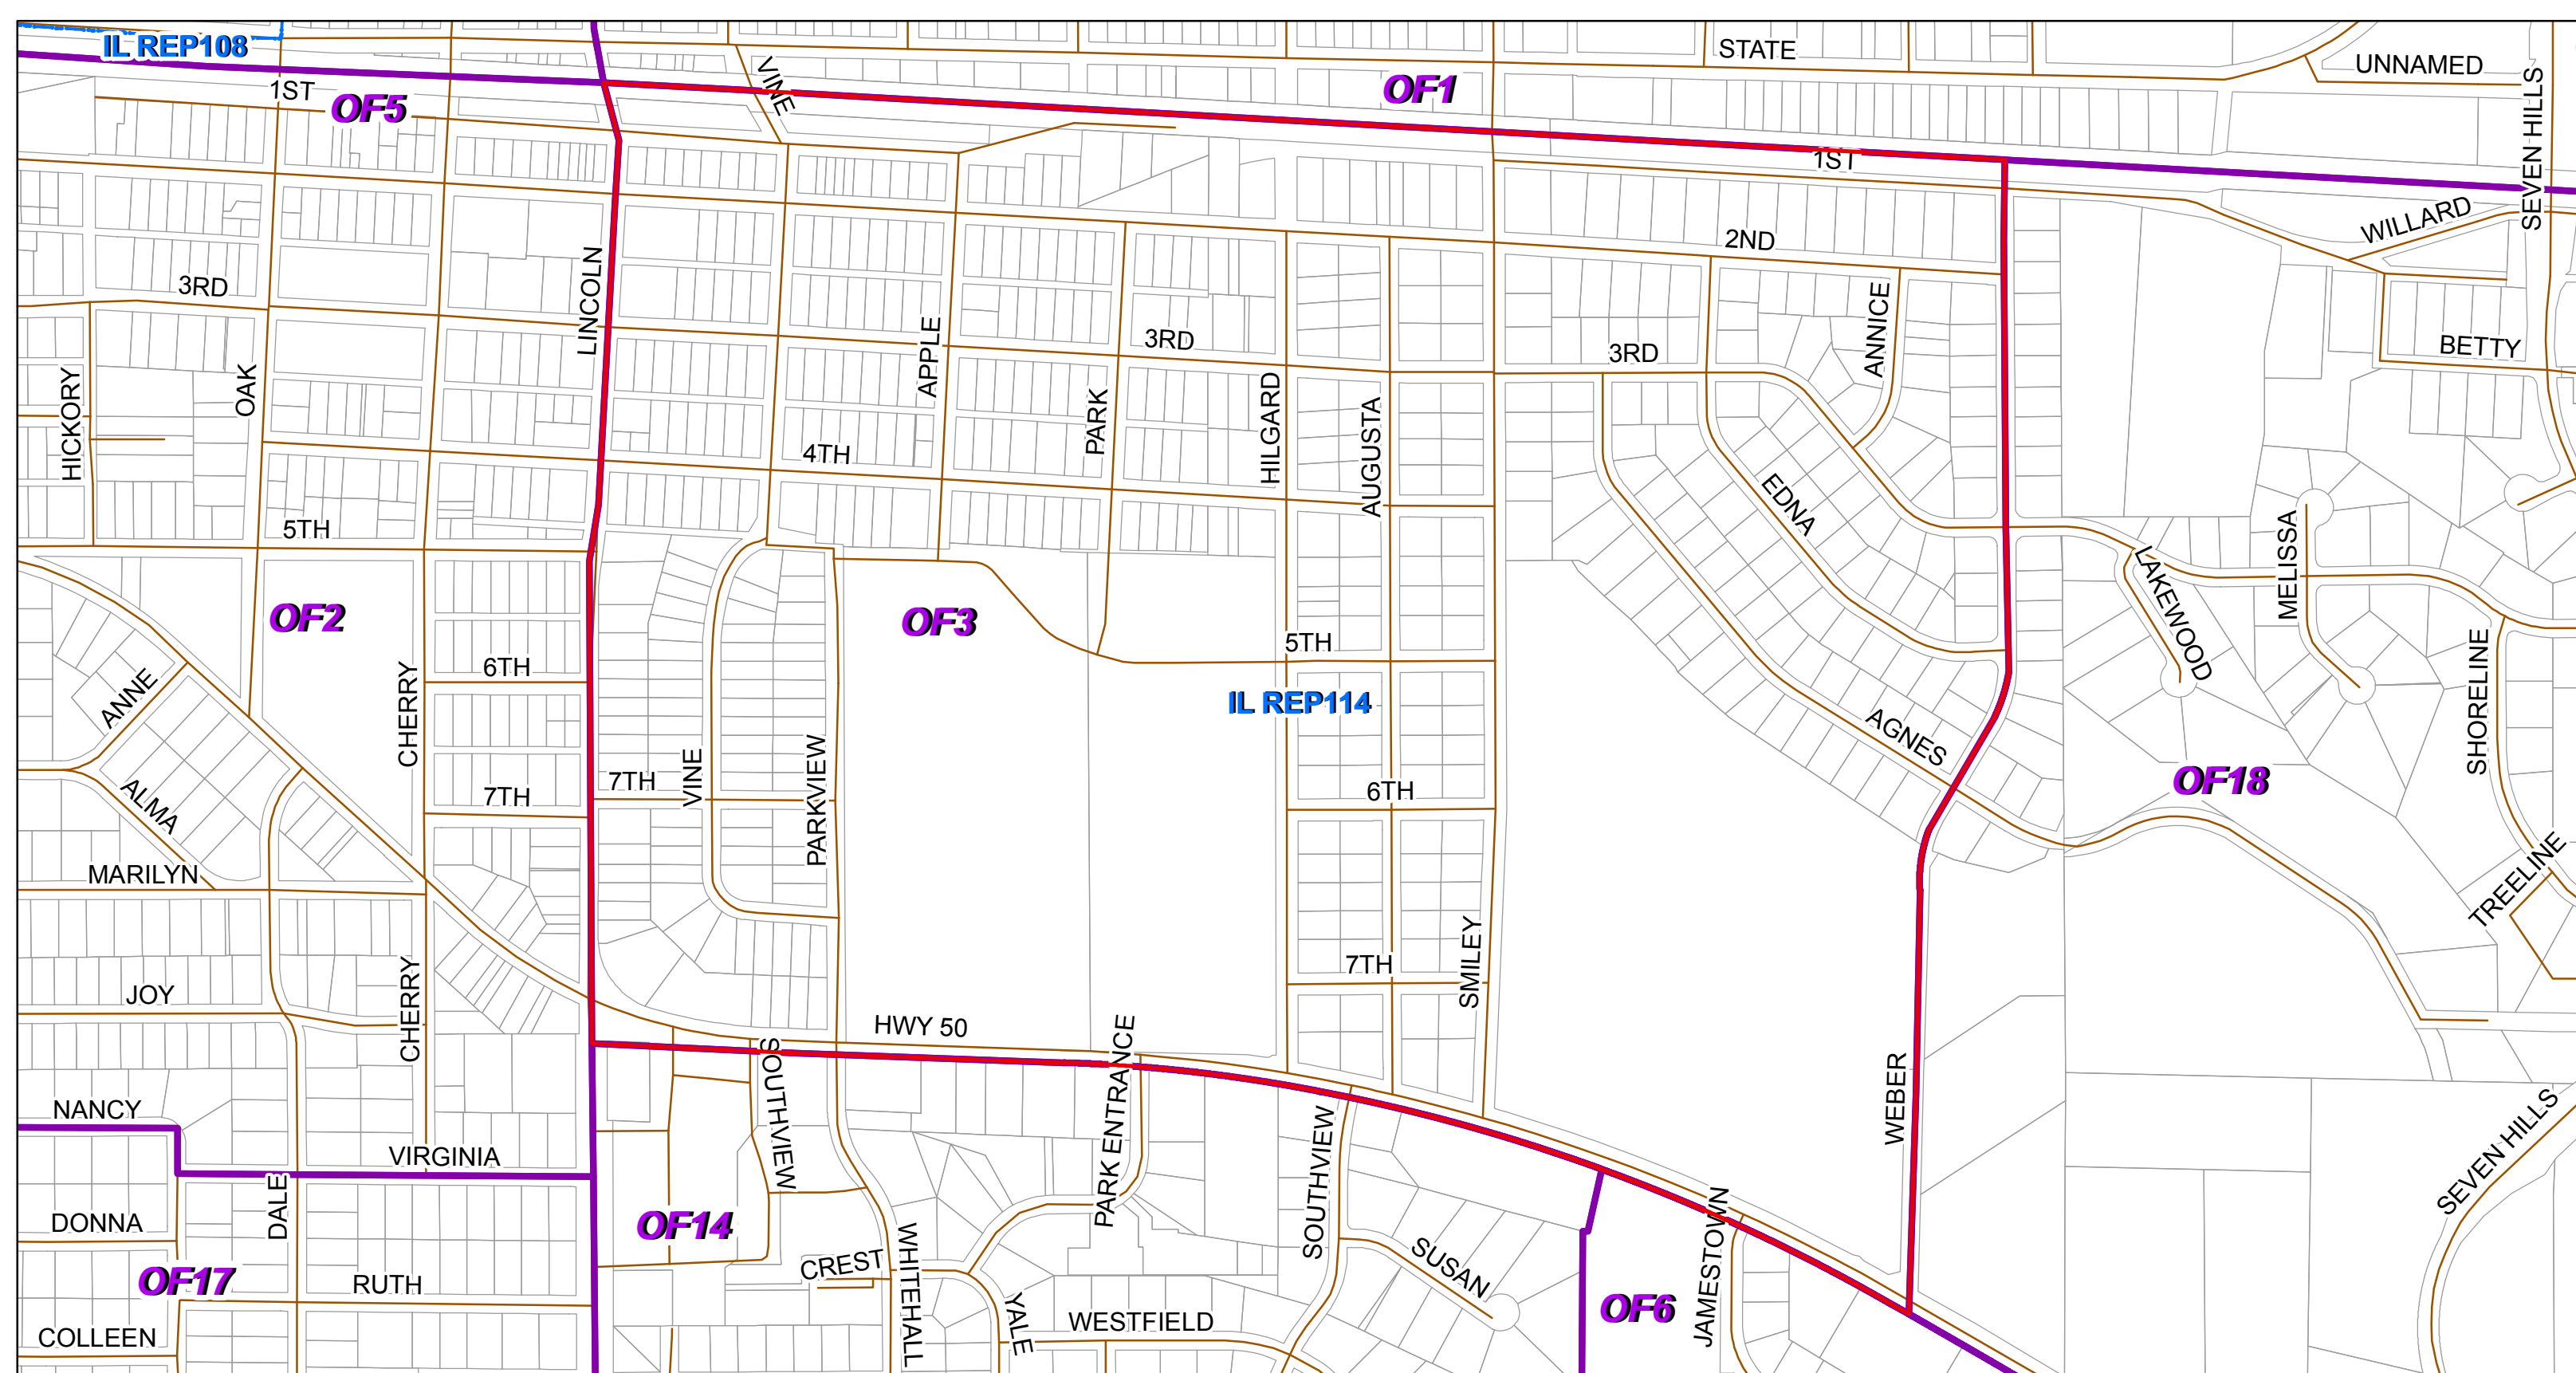 IL REP108
STATE
UNNAMED
VINE
OF1
1ST
OF5
SEVEN HILLS
1ST
WILLARD
2ND
3RD
LINCOLN
ANNICE
APPLE
3RD
3RD
BETTY
HICKORY
OAK
PARK
HILGARD
AUGUSTA
4TH
EDNA
5TH
MELISSA
LAKEWOOD
OF2
OF3
5TH
6TH
CHERRY
ANNE
IL REP114
SHORELINE
AGNES
7TH
VINE
PARKVIEW
OF18
6TH
7TH
ALMA
MARILYN
TREELINE
SMILEY
7TH
JOY
CHERRY
HWY 50
SOUTHVIEW
PARK ENTRANCE
WEBER
NANCY
SOUTHVIEW
SEVEN HILLS
VIRGINIA
DALE
DONNA
OF14
JAMESTOWN
WHITEHALL
CREST
SUSAN
OF17
RUTH
YALE
OF6
WESTFIELD
COLLEEN